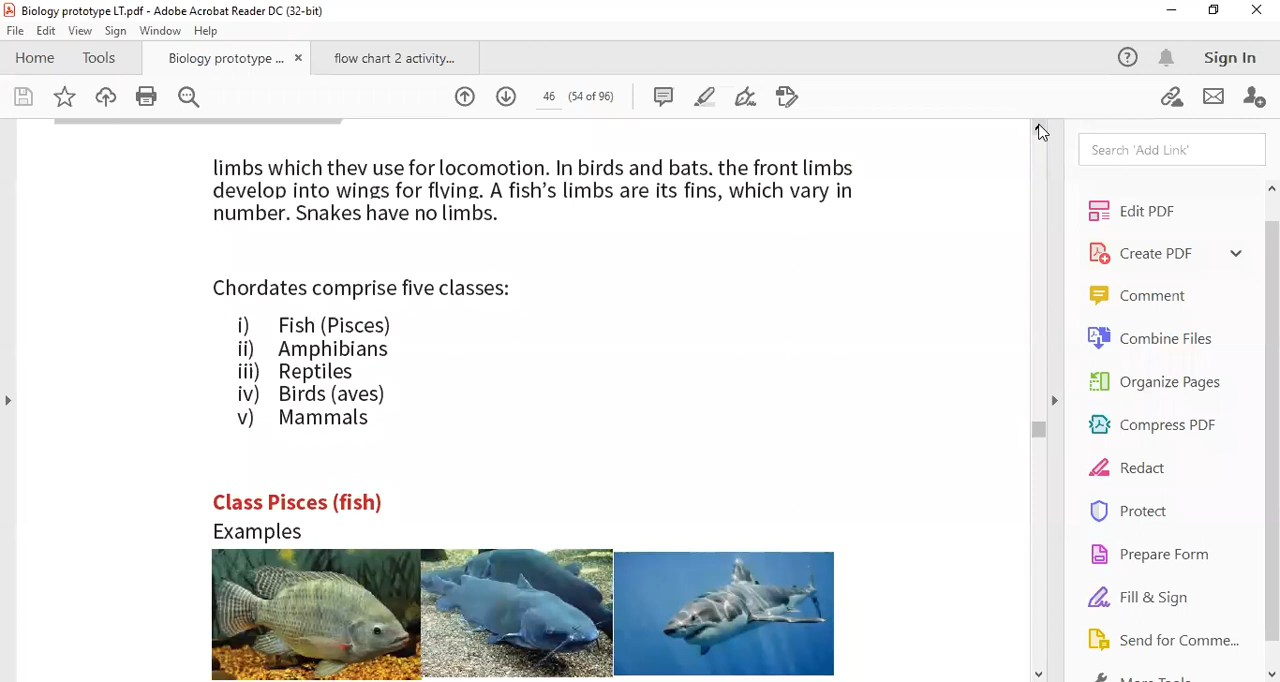 Biology prototype LT.pdf - Adobe Acrobat Reader DC (32-bit)
File Edit View Sign Window Help
Home Tools Biology prototype ... × flow chart 2 activity... Sign In
46 (54 of 96)
Search 'Add Link'
limbs which they use for locomotion. In birds and bats, the front limbs
develop into wings for flying. A fish's limbs are its fins, which vary in
number. Snakes have no limbs.
Chordates comprise five classes:
i) Fish (Pisces)
ii) Amphibians
iii) Reptiles
iv) Birds (aves)
v) Mammals
Class Pisces (fish)
Examples
Edit PDF
Create PDF
Comment
Combine Files
Organize Pages
Compress PDF
Redact
Protect
Prepare Form
Fill & Sign
Send for Comme...
More Tools